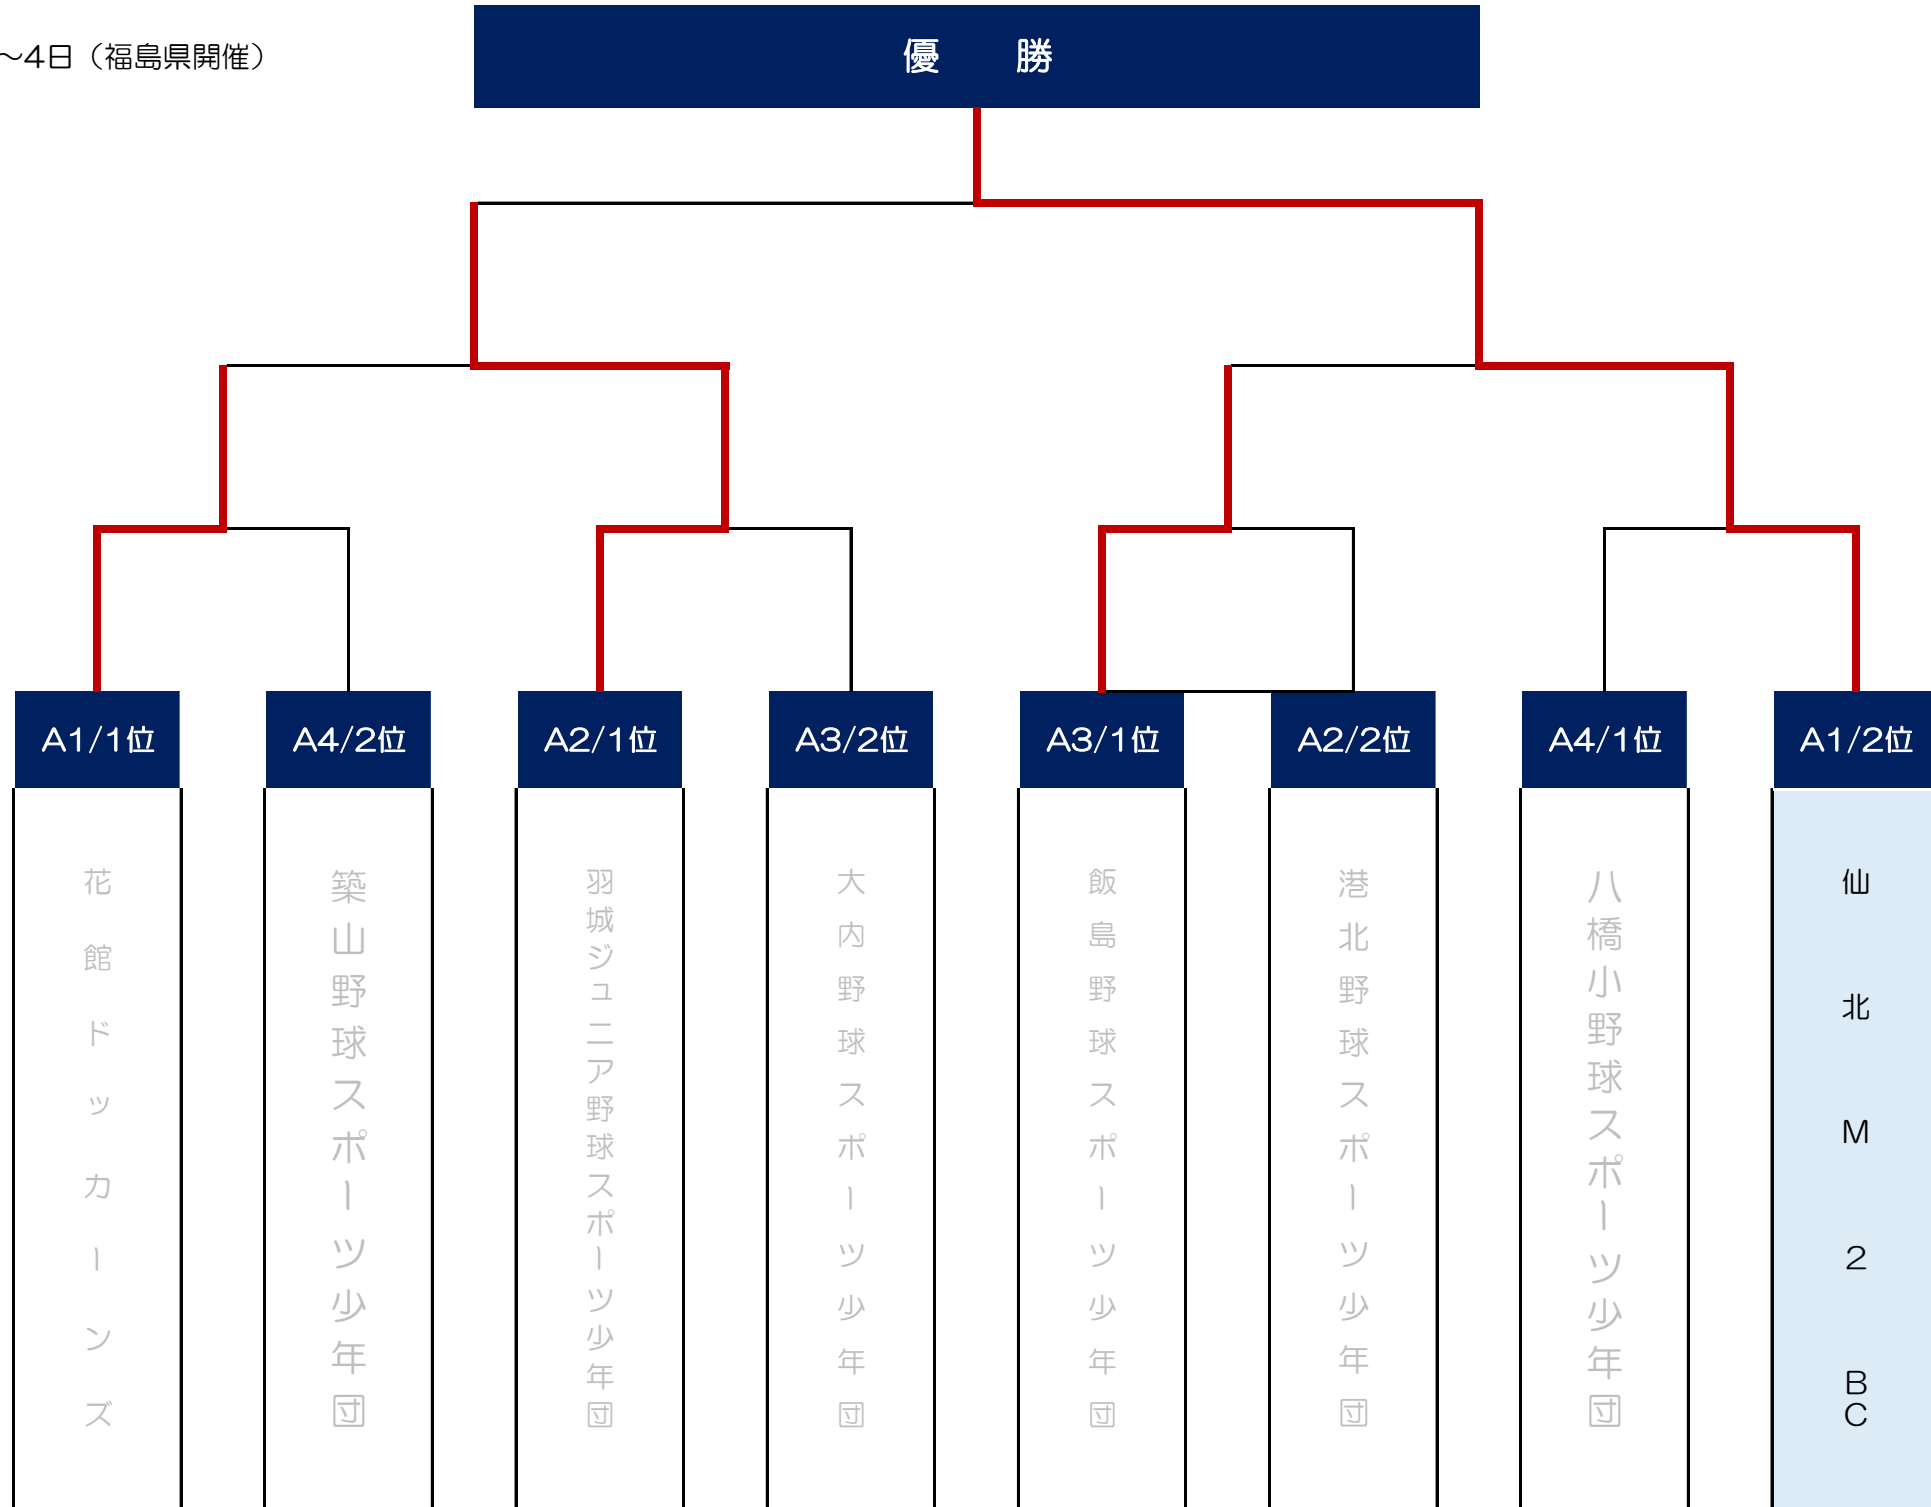 ～4日（福島県開催）
優　勝
A1/1位
A4/2位
A2/1位
A3/2位
A3/1位
A2/2位
A4/1位
A1/2位
花館ドッカーンズ
築山野球スポーツ少年団
羽城ジュニア野球スポーツ少年団
大内野球スポーツ少年団
飯島野球スポーツ少年団
港北野球スポーツ少年団
八橋小野球スポーツ少年団
仙北M2BC